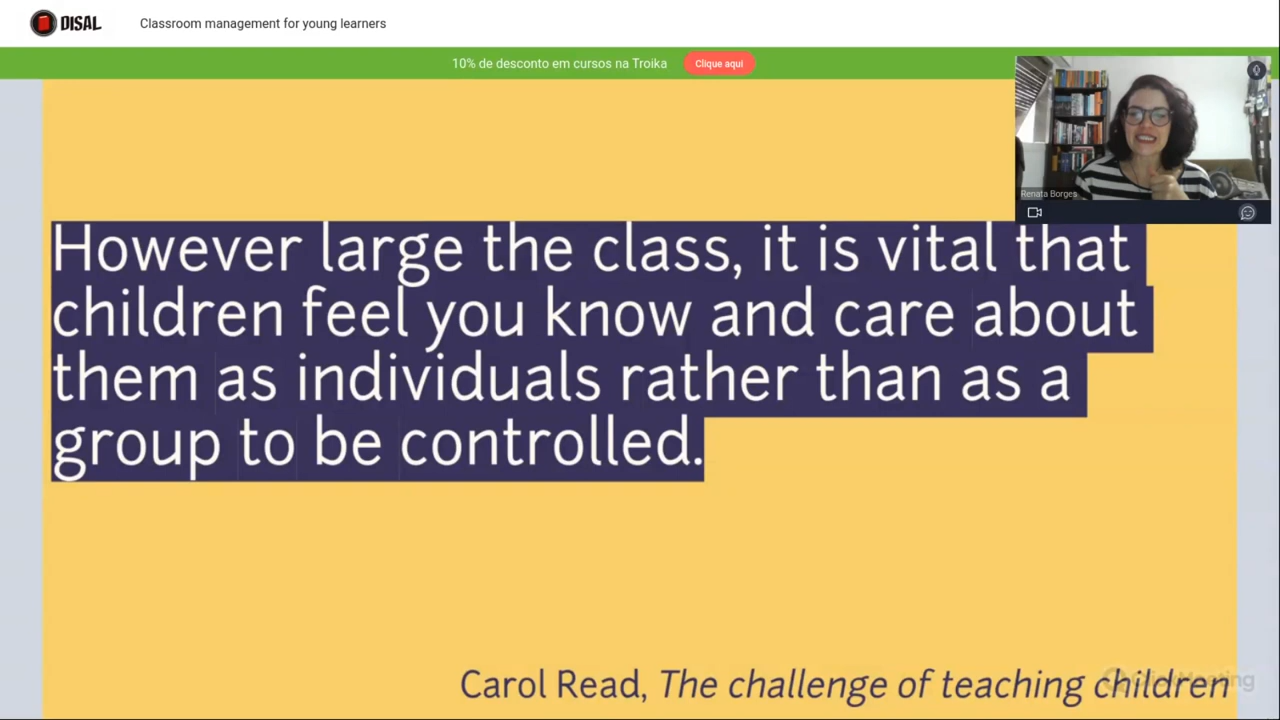 DISAL
Classroom management for young learners
10% de desconto em cursos na Troika
Clique aqui
Renata Borges
However large the class, it is vital that
children feel you know and care about
them as individuals rather than as a
group to be controlled.
Carol Read, The challenge of teaching children
ClickMeeting